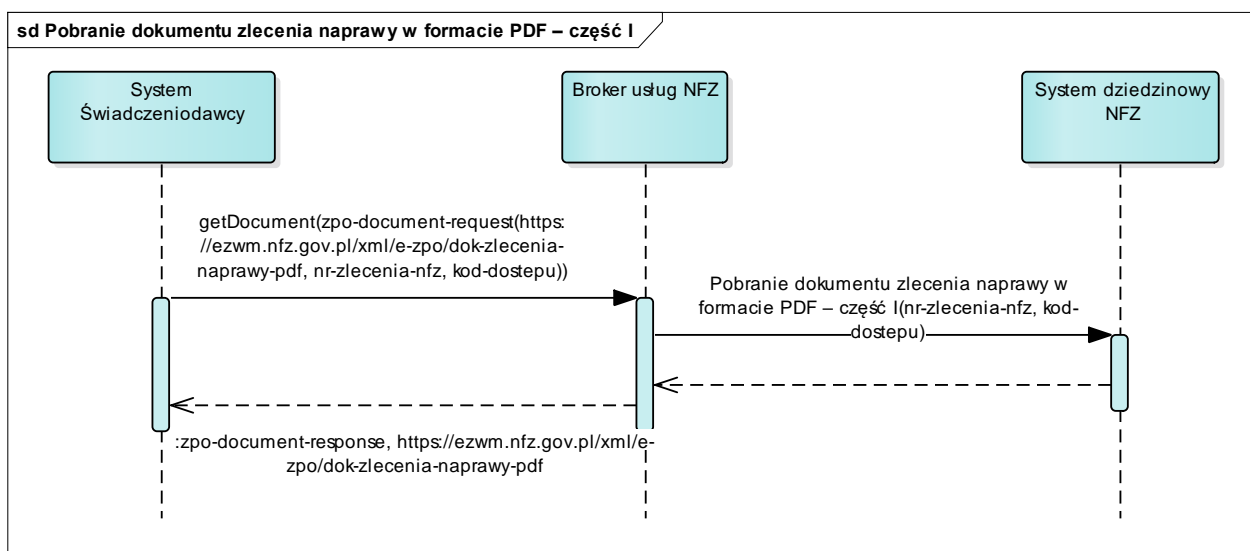 sd Pobranie dokumentu zlecenia naprawy w formacie PDF – część I
System
Świadczeniodawcy
Broker usług NFZ
System dziedzinowy
NFZ
getDocument(zpo-document-request(https:
//ezwm.nfz.gov.pl/xml/e-zpo/dok-zlecenia-
naprawy-pdf, nr-zlecenia-nfz, kod-dostepu))
Pobranie dokumentu zlecenia naprawy w
formacie PDF – część I(nr-zlecenia-nfz, kod-
dostepu)
:zpo-document-response, https://ezwm.nfz.gov.pl/xml/e-
zpo/dok-zlecenia-naprawy-pdf